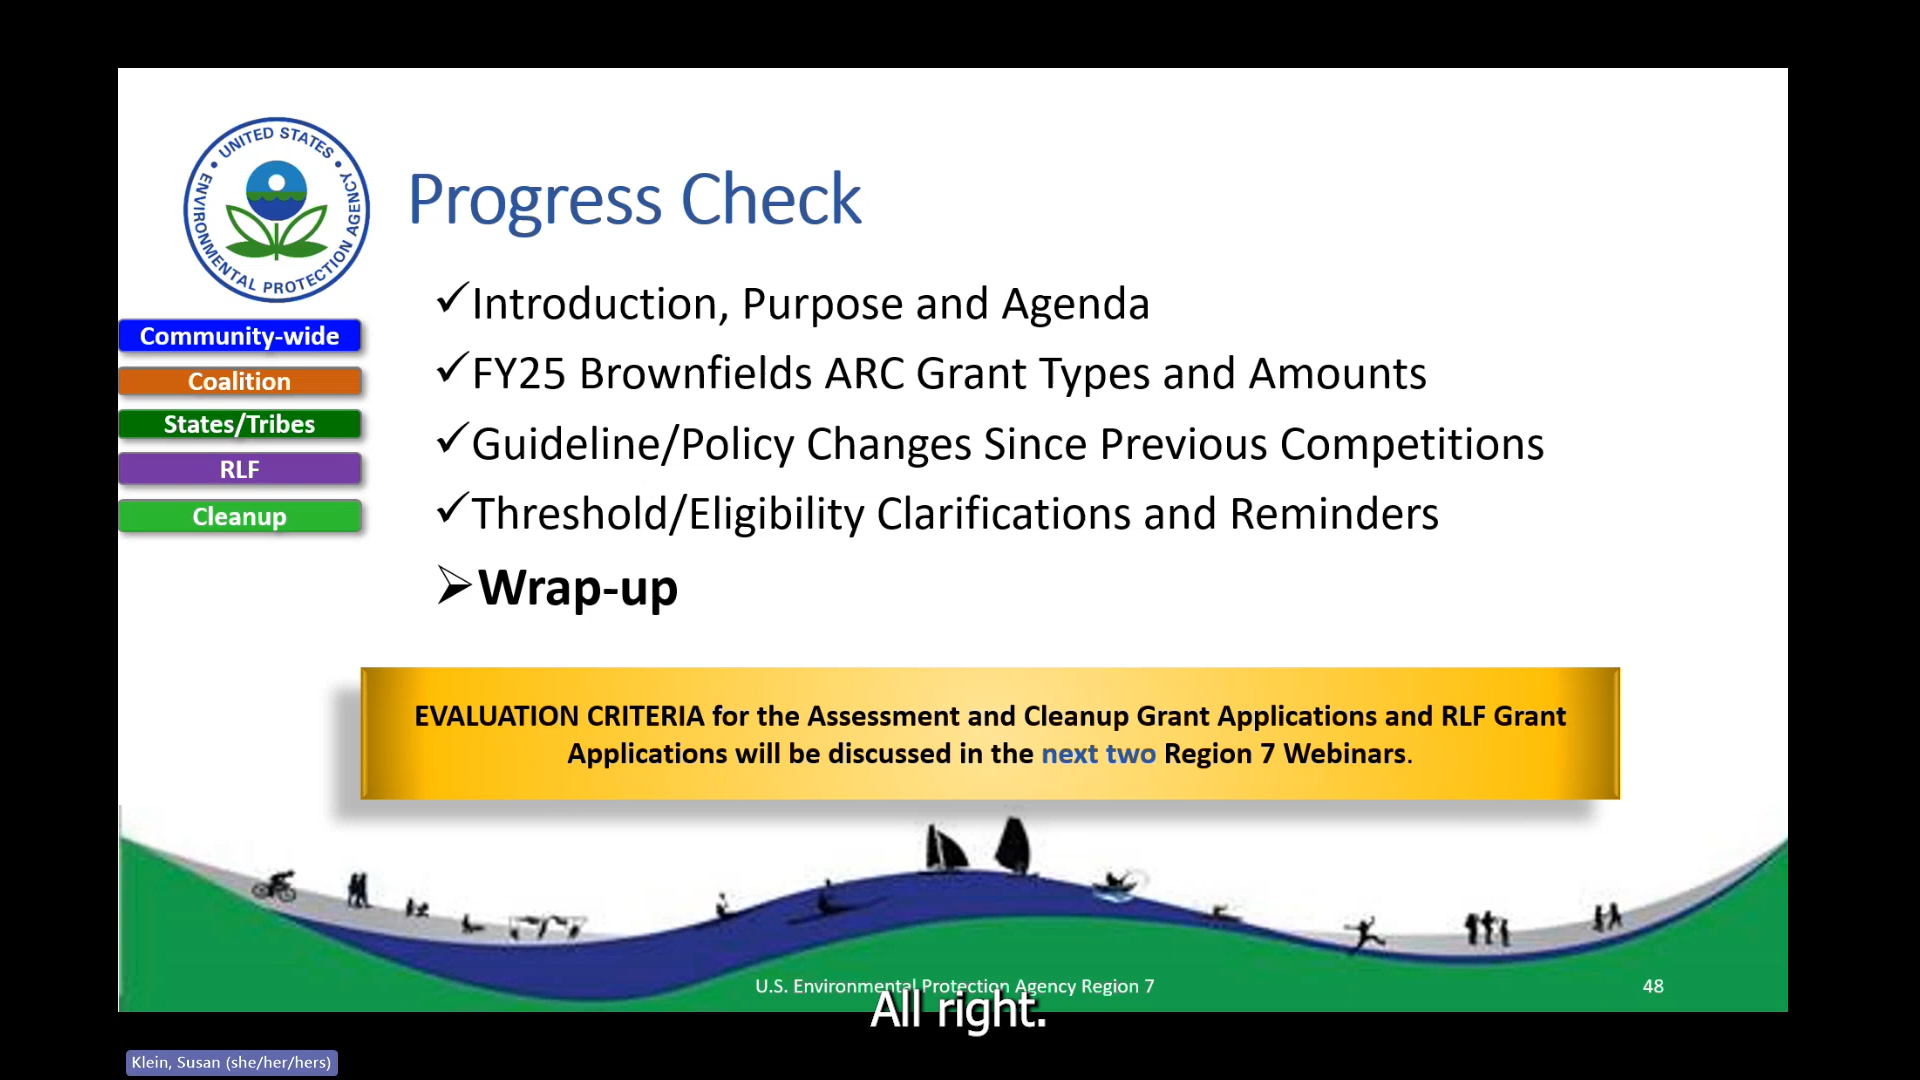 UNITED STATES
ENVIRONMENTAL PROTECTION AGENCY
Progress Check
Community-wide
Coalition
States/Tribes
RLF
Cleanup
✓Introduction, Purpose and Agenda
✓FY25 Brownfields ARC Grant Types and Amounts
✓Guideline/Policy Changes Since Previous Competitions
✓Threshold/Eligibility Clarifications and Reminders
➢Wrap-up
EVALUATION CRITERIA for the Assessment and Cleanup Grant Applications and RLF Grant
Applications will be discussed in the next two Region 7 Webinars.
U.S. Environmental Protection Agency Region 7
48
All right.
Klein, Susan (she/her/hers)